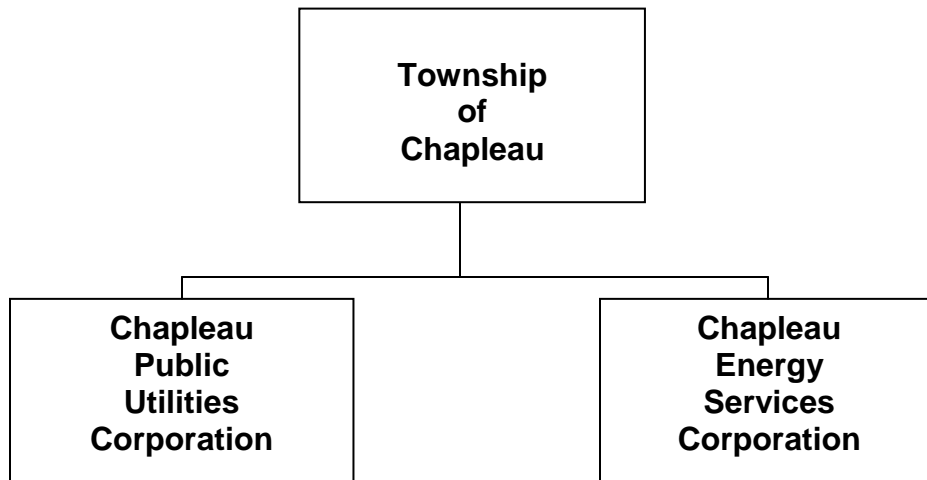 Township
of
Chapleau
Chapleau
Public
Utilities
Corporation
Chapleau
Energy
Services
Corporation